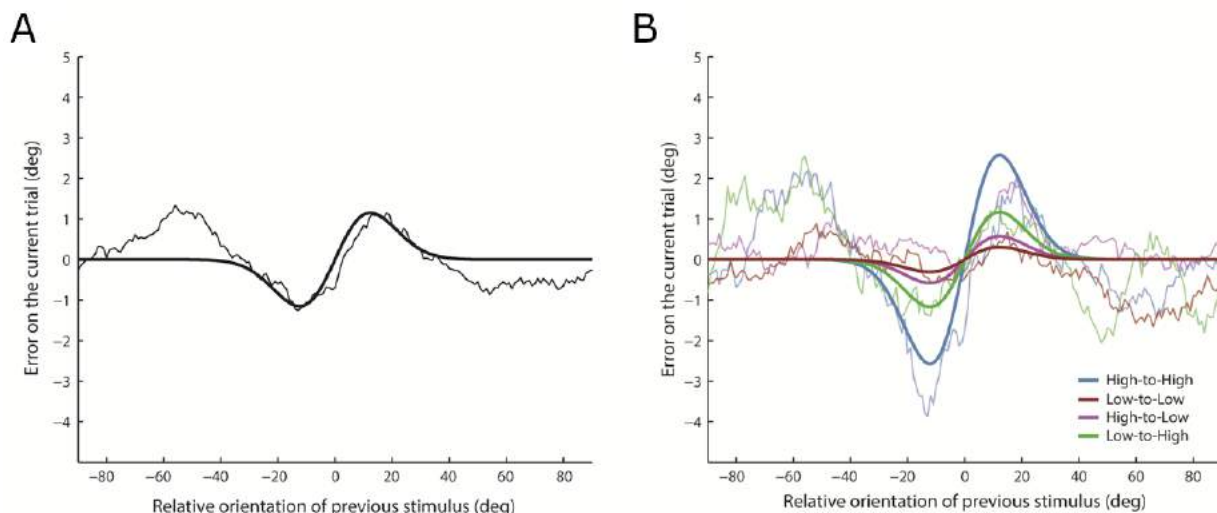 A
5
4
3
2
1
0
−1
−2
−3
−4
Error on the current trial (deg)
−80 −60 −40 −20 0 20 40 60 80
Relative orientation of previous stimulus (deg)
B
5
4
3
2
1
0
−1
−2
−3
−4
Error on the current trial (deg)
High-to-High
Low-to-Low
High-to-Low
Low-to-High
−80 −60 −40 −20 0 20 40 60 80
Relative orientation of previous stimulus (deg)